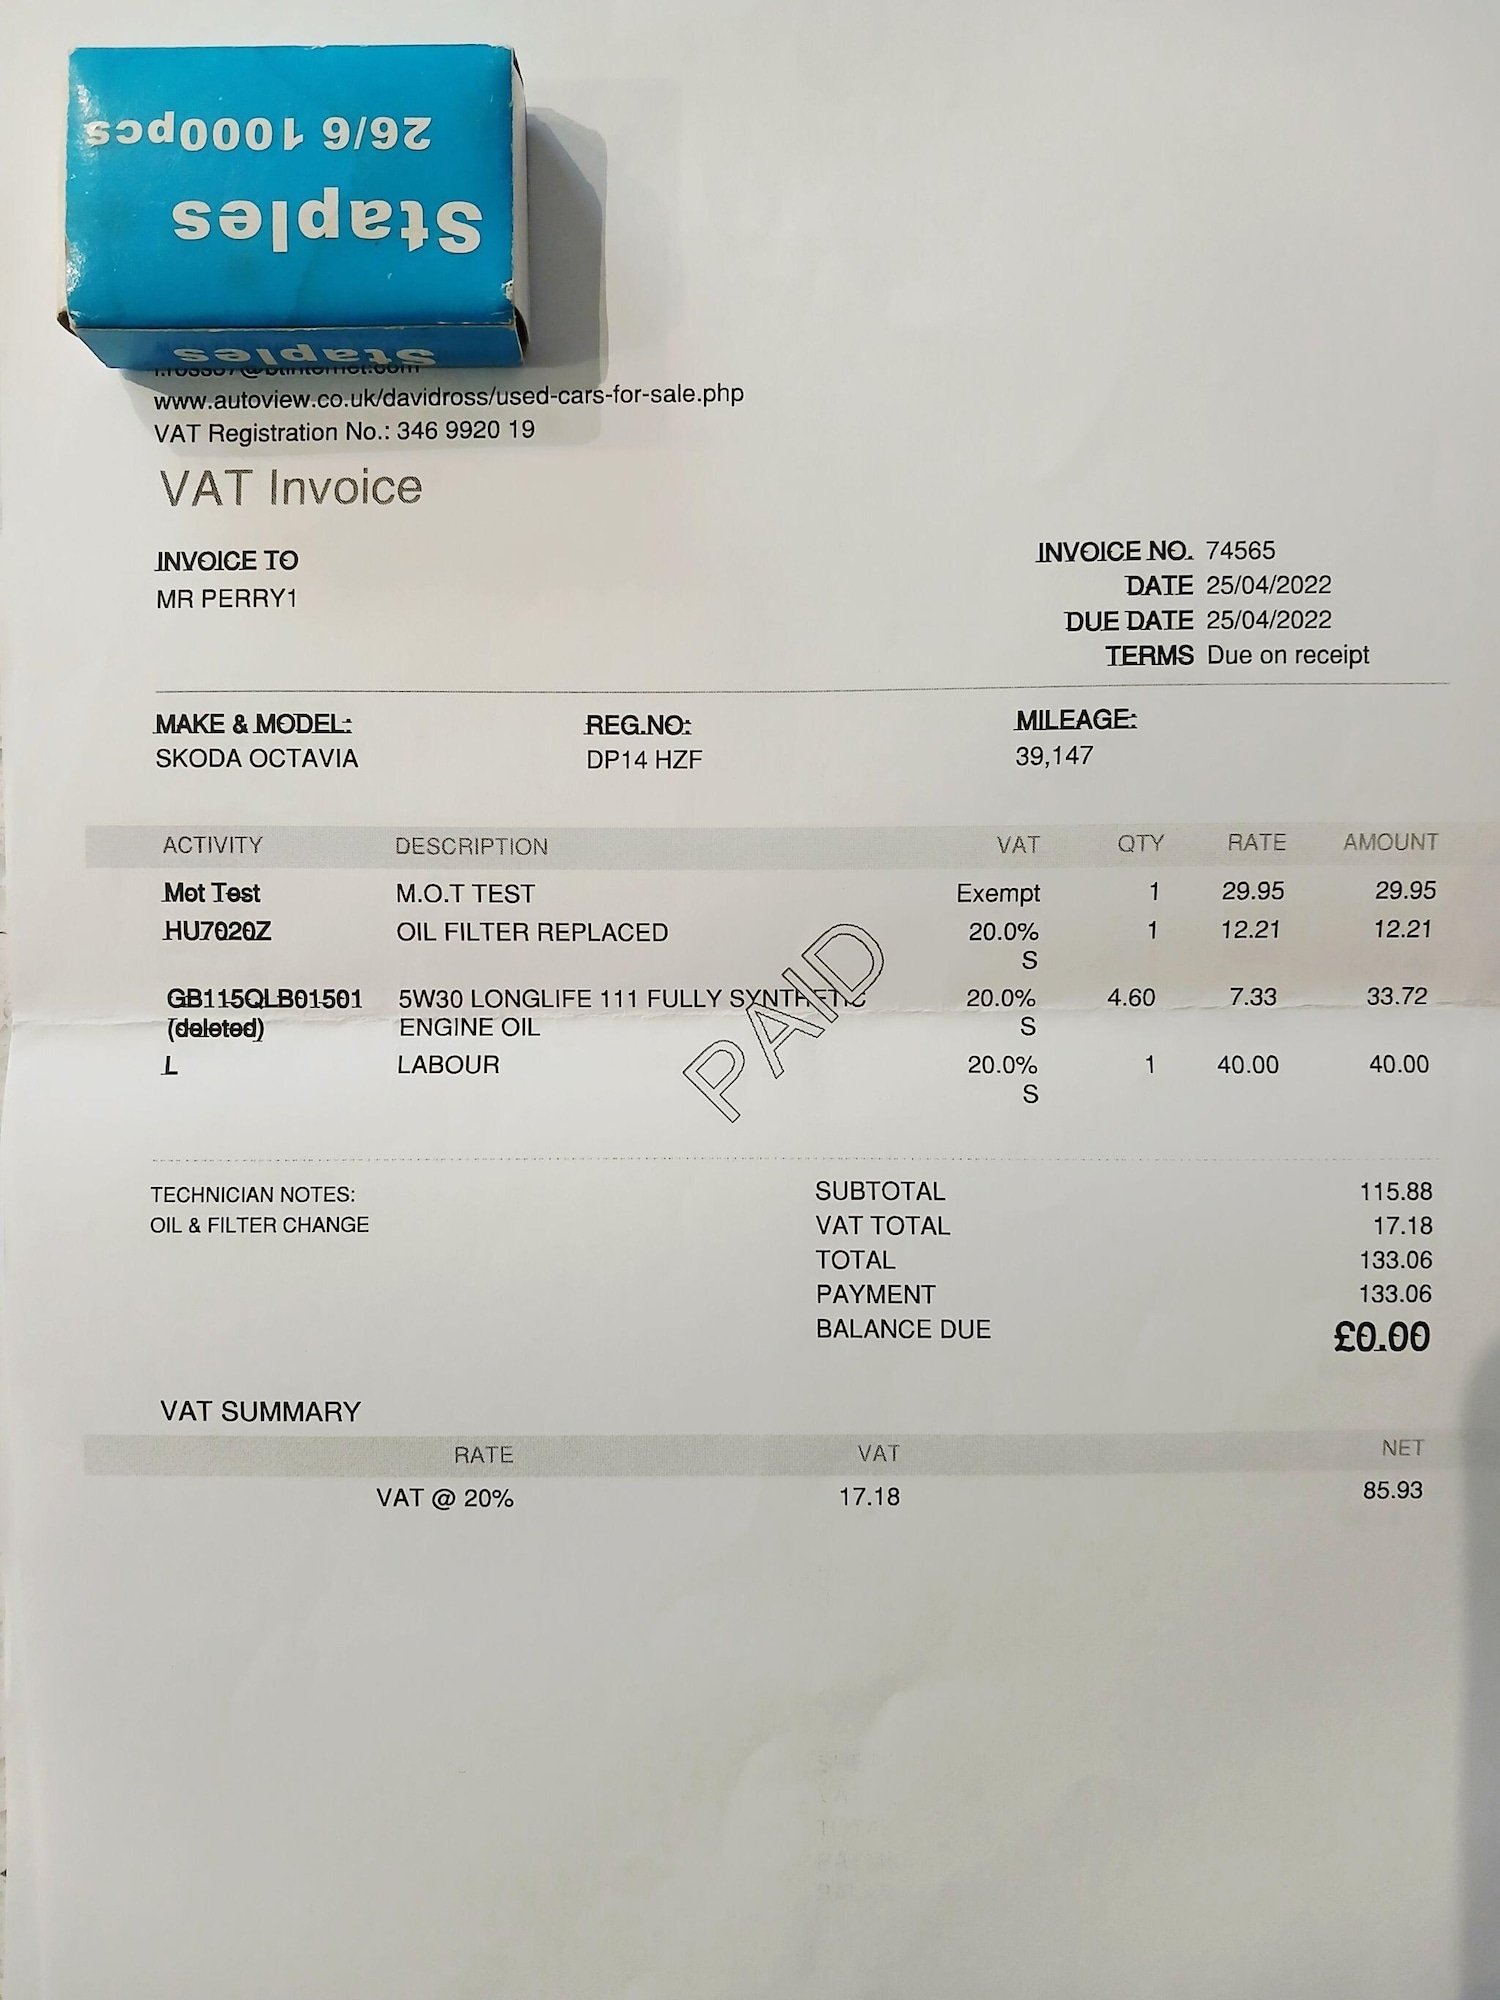 26/6 1000pcs
Staples
Staples
www.autoview.co.uk/davidross/used-cars-for-sale.php
VAT Registration No.: 346 9920 19
VAT Invoice
INVOICE TO
MR PERRY1
INVOICE NO. 74565
DATE 25/04/2022
DUE DATE 25/04/2022
TERMS Due on receipt
MAKE & MODEL: REG.NO: MILEAGE:
SKODA OCTAVIA DP14 HZF 39,147
ACTIVITY DESCRIPTION VAT QTY RATE AMOUNT
Mot Test M.O.T TEST Exempt 1 29.95 29.95
HU7020Z OIL FILTER REPLACED 20.0% 1 12.21 12.21
S
GB115QLB01501 5W30 LONGLIFE 111 FULLY SYNTHETIC 20.0% 4.60 7.33 33.72
(deleted) ENGINE OIL S
L LABOUR 20.0% 1 40.00 40.00
S
PAID
TECHNICIAN NOTES:
OIL & FILTER CHANGE
SUBTOTAL 115.88
VAT TOTAL 17.18
TOTAL 133.06
PAYMENT 133.06
BALANCE DUE £0.00
VAT SUMMARY
RATE VAT NET
VAT @ 20% 17.18 85.93